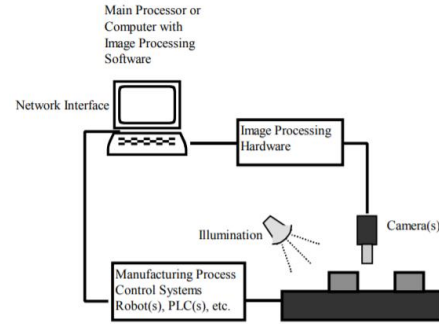 Main Processor or
Computer with
Image Processing
Software
Network Interface
Image Processing
Hardware
Camera(s)
Illumination
Manufacturing Process
Control Systems
Robot(s), PLC(s), etc.